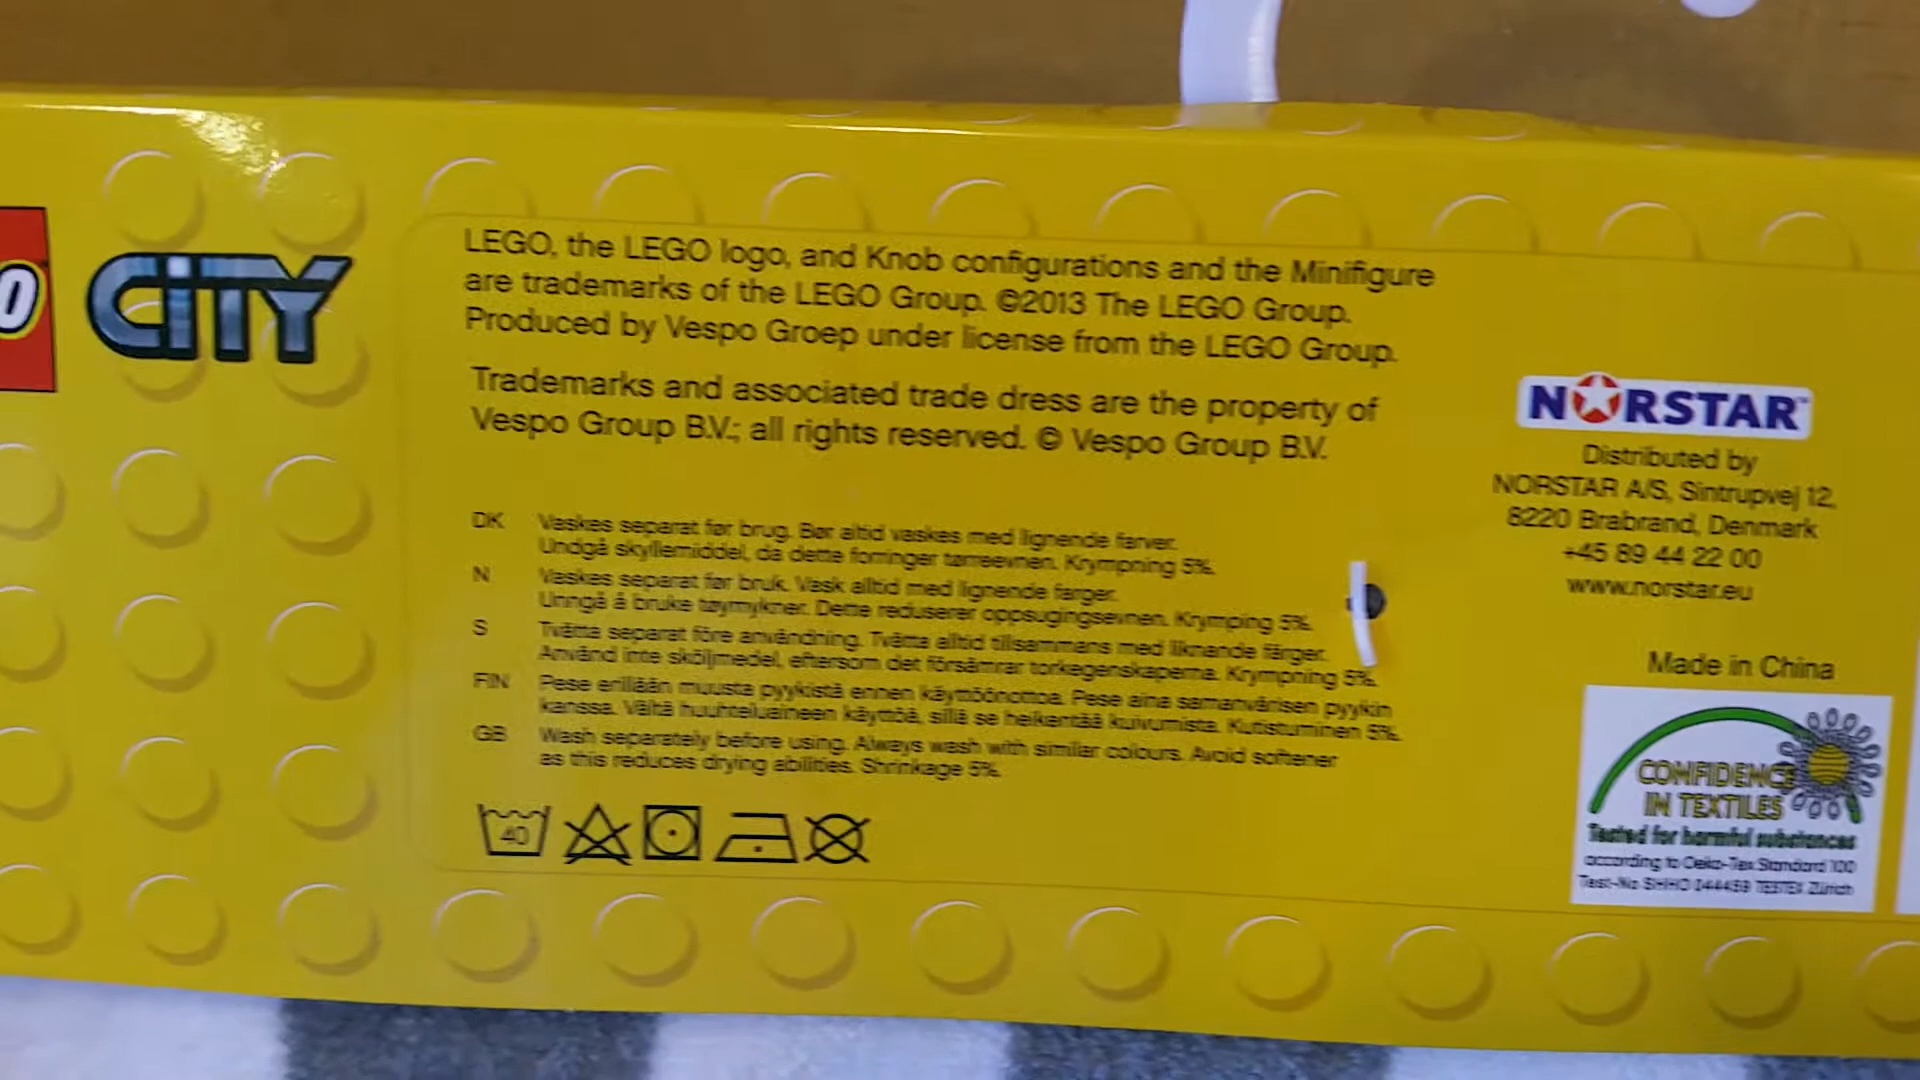 CITY
LEGO, the LEGO logo, and Knob configurations and the Minifigure
are trademarks of the LEGO Group. ©2013 The LEGO Group.
Produced by Vespo Groep under license from the LEGO Group.
Trademarks and associated trade dress are the property of
Vespo Group B.V.; all rights reserved. © Vespo Group B.V.
DK Vaskes separat før brug. Bør altid vaskes med lignende farver.
Undgå skyllemiddel, da dette forringer tørreevnen. Krympning 5%.
N Vaskes separat før bruk. Vask alltid med lignende farger.
Unngå å bruke tøymykner. Dette reduserer oppsugingsevnen. Krymping 5%.
S Tvätta separat före användning. Tvätta alltid tillsammans med liknande färger.
Använd inte sköljmedel, eftersom det försämrar torkegenskaperna. Krympning 5%.
FIN Pese erillään muusta pyykistä ennen käyttöönottoa. Pese aina samanvärisen pyykin
kanssa. Vältä huuhteluaineen käyttöä, sillä se heikentää kuivumista. Kutistuminen 5%.
GB Wash separately before using. Always wash with similar colours. Avoid softener
as this reduces drying abilities. Shrinkage 5%.
40
NORSTAR™
Distributed by
NORSTAR A/S, Sintrupvej 12,
8220 Brabrand, Denmark
+45 89 44 22 00
www.norstar.eu
Made in China
CONFIDENCE
IN TEXTILES
Tested for harmful substances
according to Oeko-Tex Standard 100
Test-No SHHO 044459 TESTEX Zürich